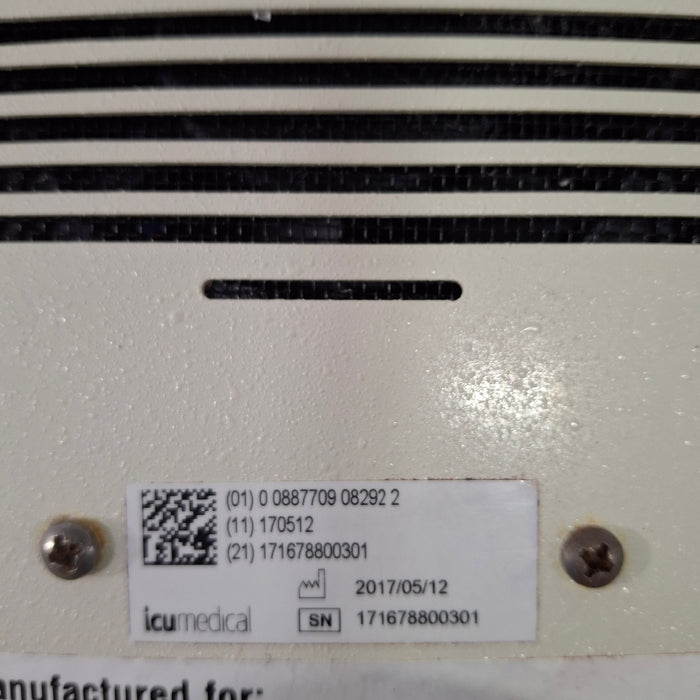 (01) 0 0887709 08292 2
(11) 170512
(21) 171678800301
2017/05/12
icumedical
SN 171678800301
anufactured for: